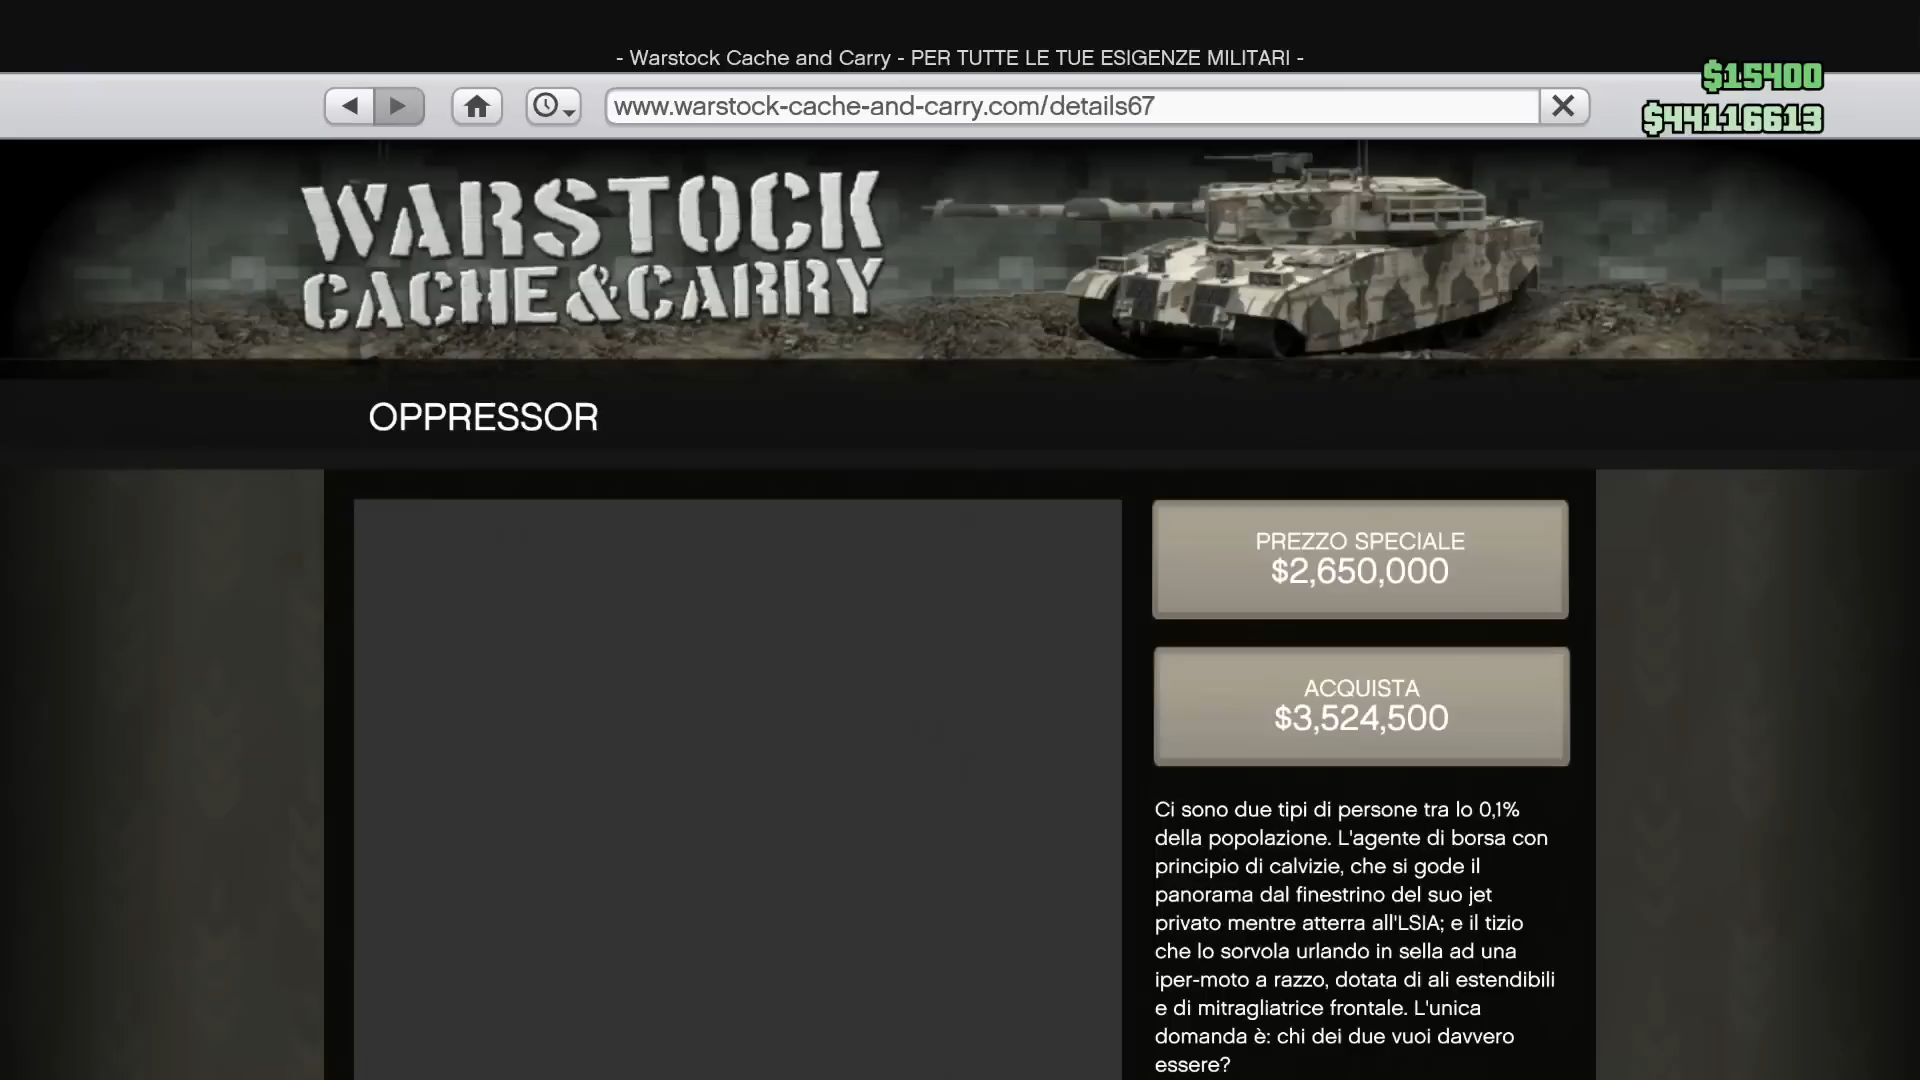 - Warstock Cache and Carry - PER TUTTE LE TUE ESIGENZE MILITARI -
$15400
www.warstock-cache-and-carry.com/details67
$44116613
WARSTOCK
CACHE&CARRY
OPPRESSOR
PREZZO SPECIALE
$2,650,000
ACQUISTA
$3,524,500
Ci sono due tipi di persone tra lo 0,1%
della popolazione. L'agente di borsa con
principio di calvizie, che si gode il
panorama dal finestrino del suo jet
privato mentre atterra all'LSIA; e il tizio
che lo sorvola urlando in sella ad una
iper-moto a razzo, dotata di ali estendibili
e di mitragliatrice frontale. L'unica
domanda è: chi dei due vuoi davvero
essere?